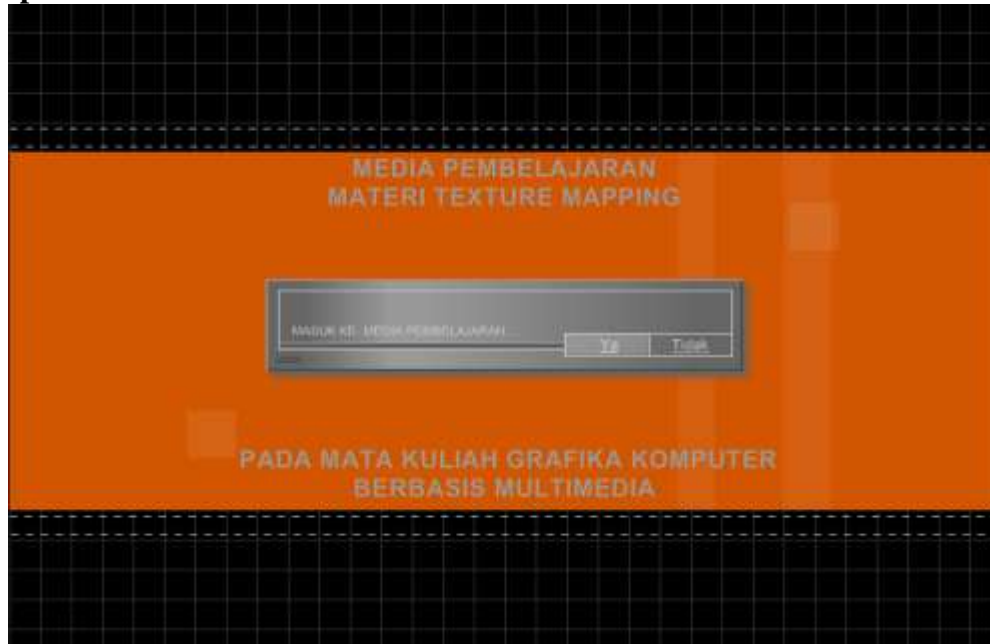 MEDIA PEMBELAJARAN
MATERI TEXTURE MAPPING
MASUK KE MEDIA PEMBELAJARAN
Ya Tidak
PADA MATA KULIAH GRAFIKA KOMPUTER
BERBASIS MULTIMEDIA